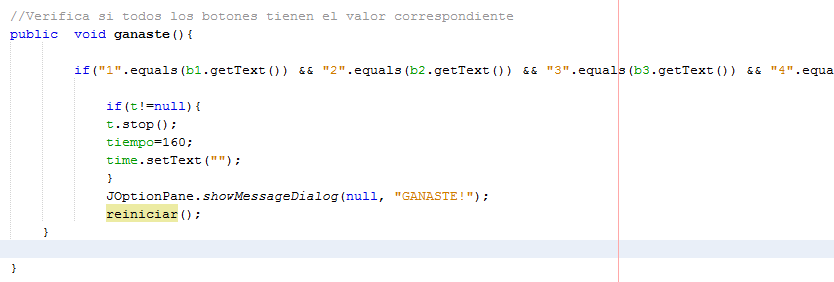 //Verifica si todos los botones tienen el valor correspondiente
public void ganaste(){
if("1".equals(b1.getText()) && "2".equals(b2.getText()) && "3".equals(b3.getText()) && "4".equa
if(t!=null){
t.stop();
tiempo=160;
time.setText("");
}
JOptionPane.showMessageDialog(null, "GANASTE!");
reiniciar();
}
}